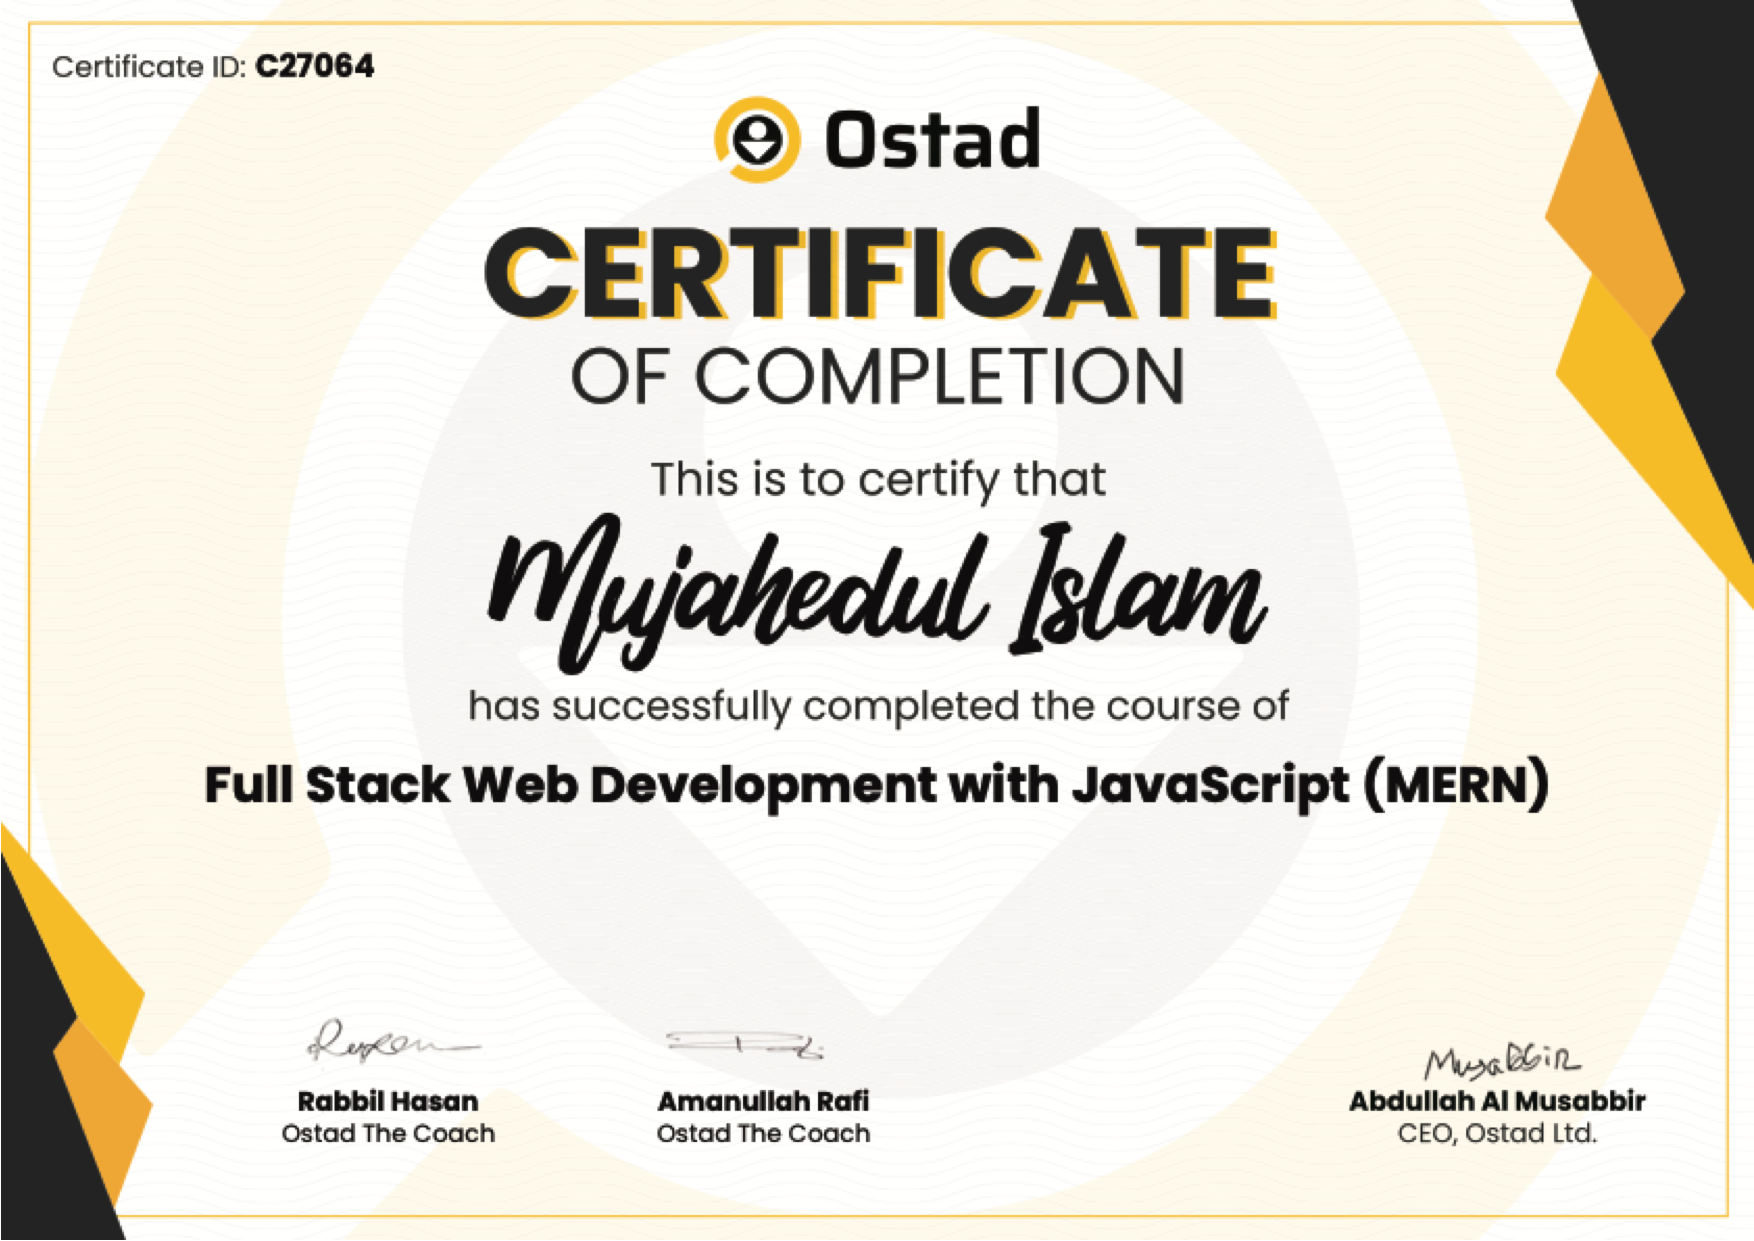 Certificate ID: C27064
Ostad
CERTIFICATE
OF COMPLETION
This is to certify that
Mujahedul Islam
has successfully completed the course of
Full Stack Web Development with JavaScript (MERN)
Musabbir
Rabbil Hasan
Ostad The Coach
Amanullah Rafi
Ostad The Coach
Abdullah Al Musabbir
CEO, Ostad Ltd.